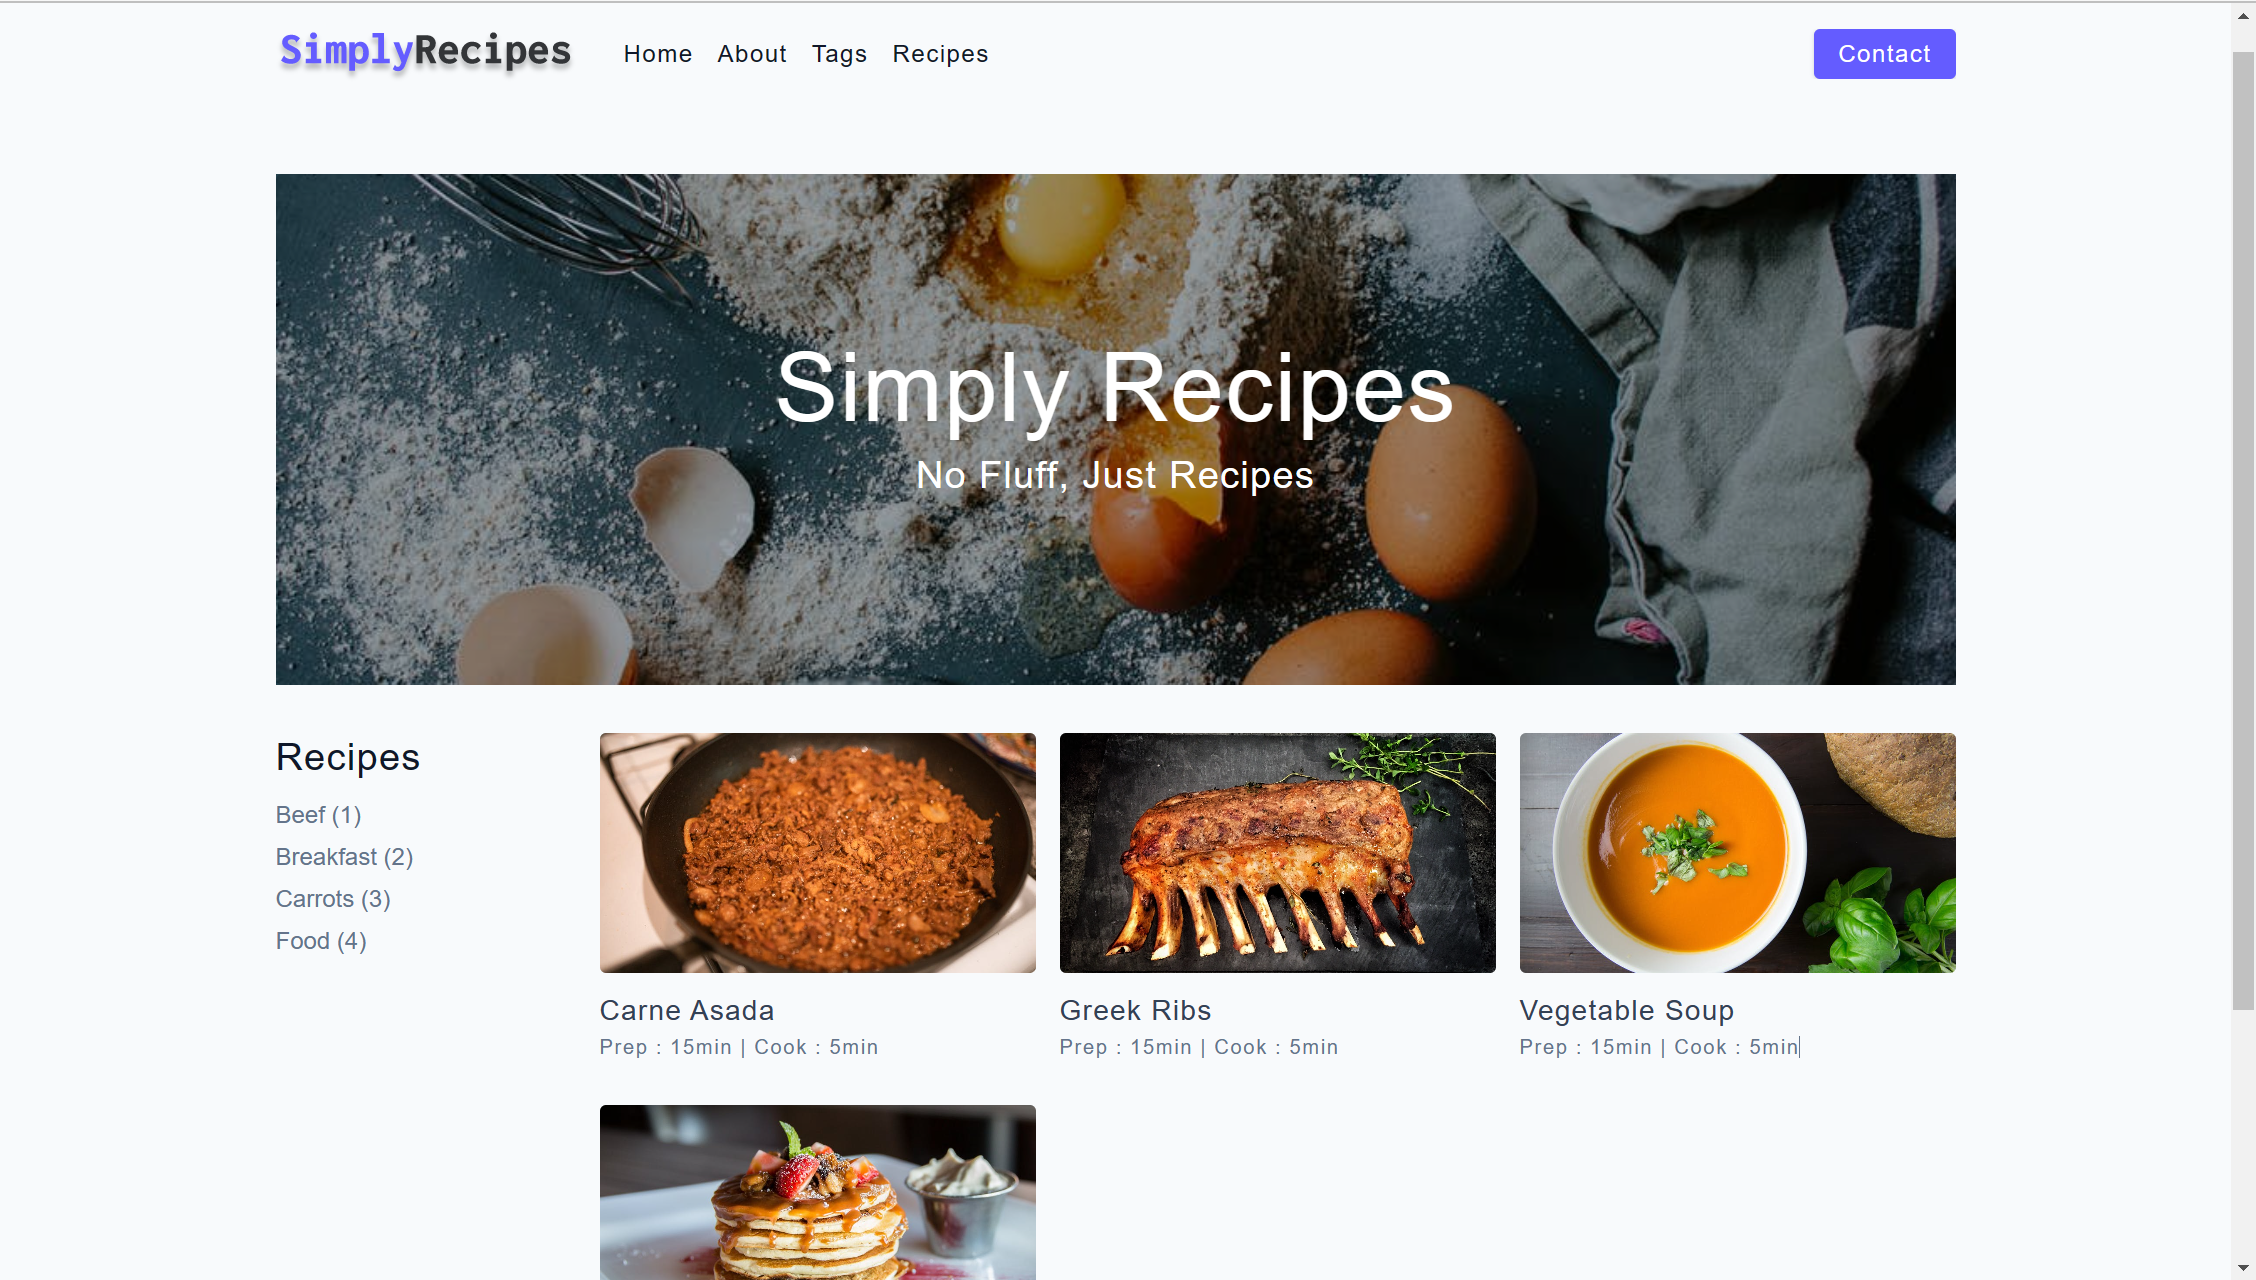 SimplyRecipes
Home About Tags Recipes
Contact
Simply Recipes
No Fluff, Just Recipes
Recipes
Beef (1)
Breakfast (2)
Carrots (3)
Food (4)
Carne Asada
Prep : 15min | Cook : 5min
Greek Ribs
Prep : 15min | Cook : 5min
Vegetable Soup
Prep : 15min | Cook : 5min